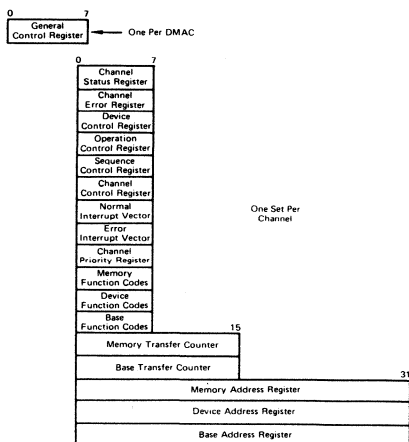 0 7
General
Control Register
One Per DMAC
0 7
Channel
Status Register
Channel
Error Register
Device
Control Register
Operation
Control Register
Sequence
Control Register
Channel
Control Register
Normal
Interrupt Vector
One Set Per
Channel
Error
Interrupt Vector
Channel
Priority Register
Memory
Function Codes
Device
Function Codes
Base
Function Codes
15
Memory Transfer Counter
Base Transfer Counter
31
Memory Address Register
Device Address Register
Base Address Register